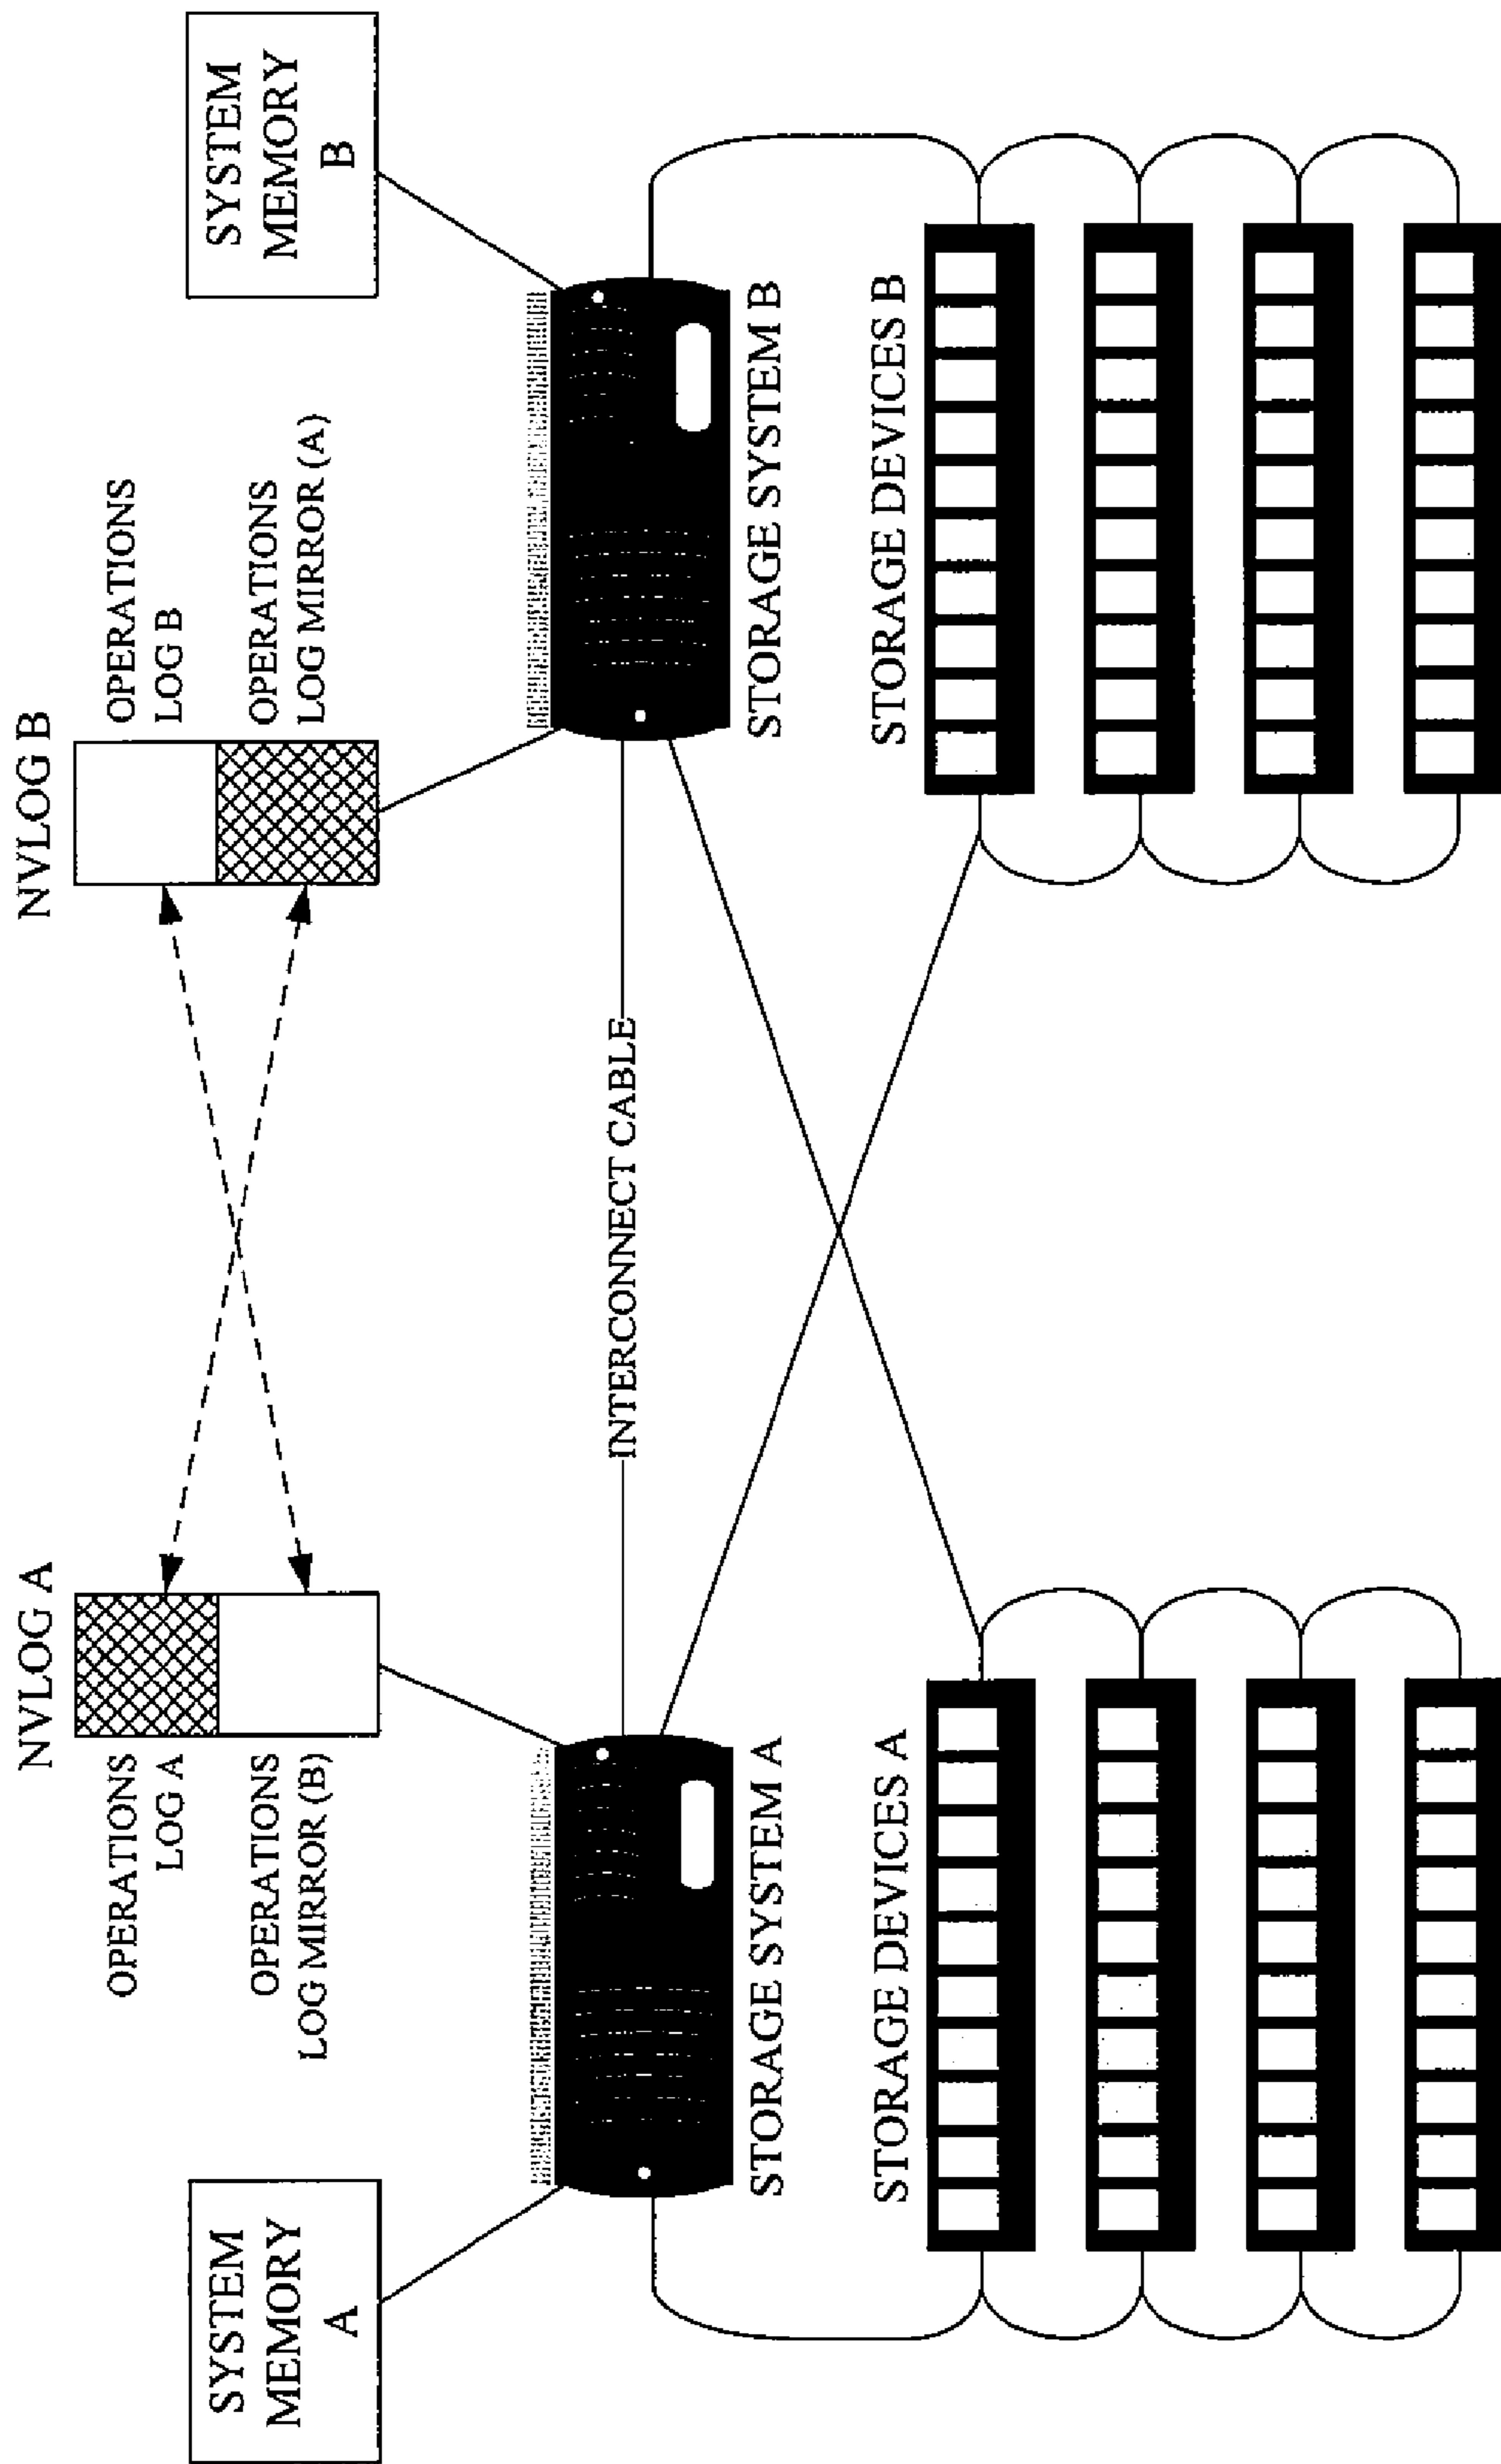 NVLOG A
NVLOG B
SYSTEM
MEMORY
A
OPERATIONS
LOG A
OPERATIONS
LOG MIRROR (B)
OPERATIONS
LOG B
OPERATIONS
LOG MIRROR (A)
SYSTEM
MEMORY
B
INTERCONNECT CABLE
STORAGE SYSTEM A
STORAGE SYSTEM B
STORAGE DEVICES A
STORAGE DEVICES B